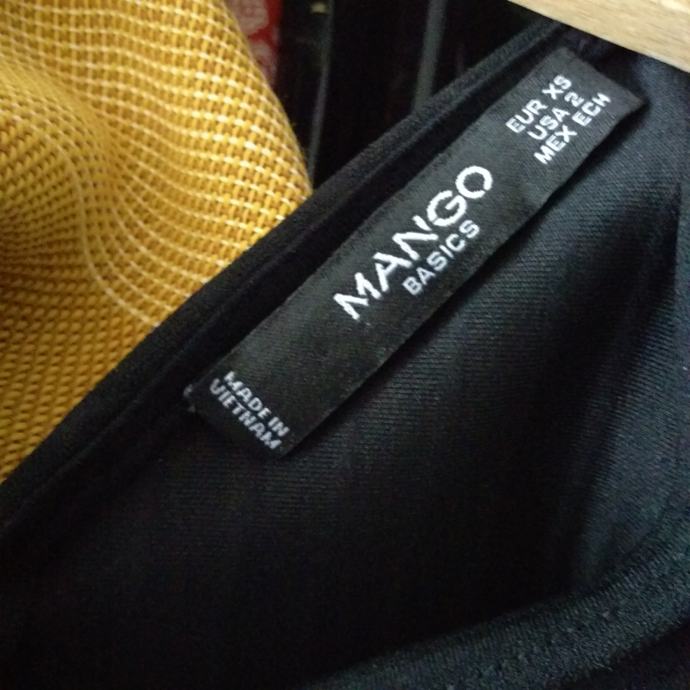 MANGO
BASICS
EUR XS
USA 2
MEX ECH
MADE IN
VIETNAM